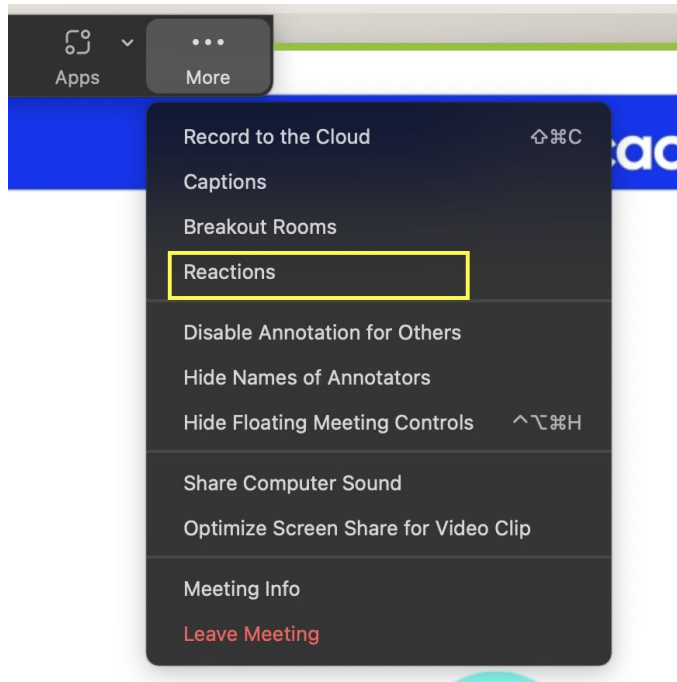 Apps
More
Record to the Cloud ⇧⌘C
Captions
Breakout Rooms
Reactions
Disable Annotation for Others
Hide Names of Annotators
Hide Floating Meeting Controls ^⌥⌘H
Share Computer Sound
Optimize Screen Share for Video Clip
Meeting Info
Leave Meeting